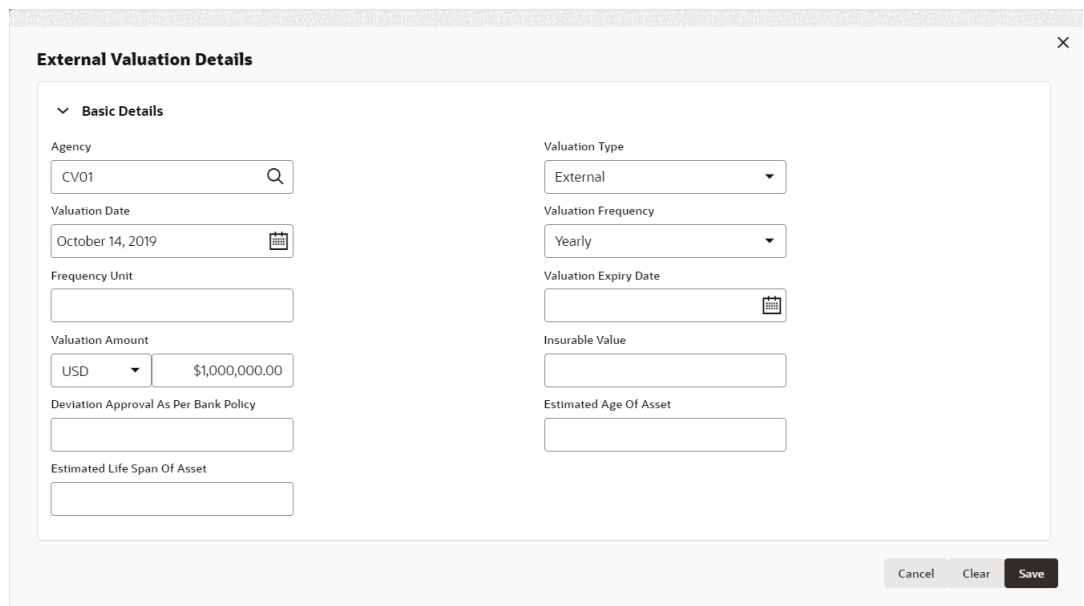 External Valuation Details
Basic Details
Agency
Valuation Type
CV01
External
Valuation Date
Valuation Frequency
October 14, 2019
Yearly
Frequency Unit
Valuation Expiry Date
Valuation Amount
Insurable Value
USD $1,000,000.00
Deviation Approval As Per Bank Policy
Estimated Age Of Asset
Estimated Life Span Of Asset
Cancel Clear Save